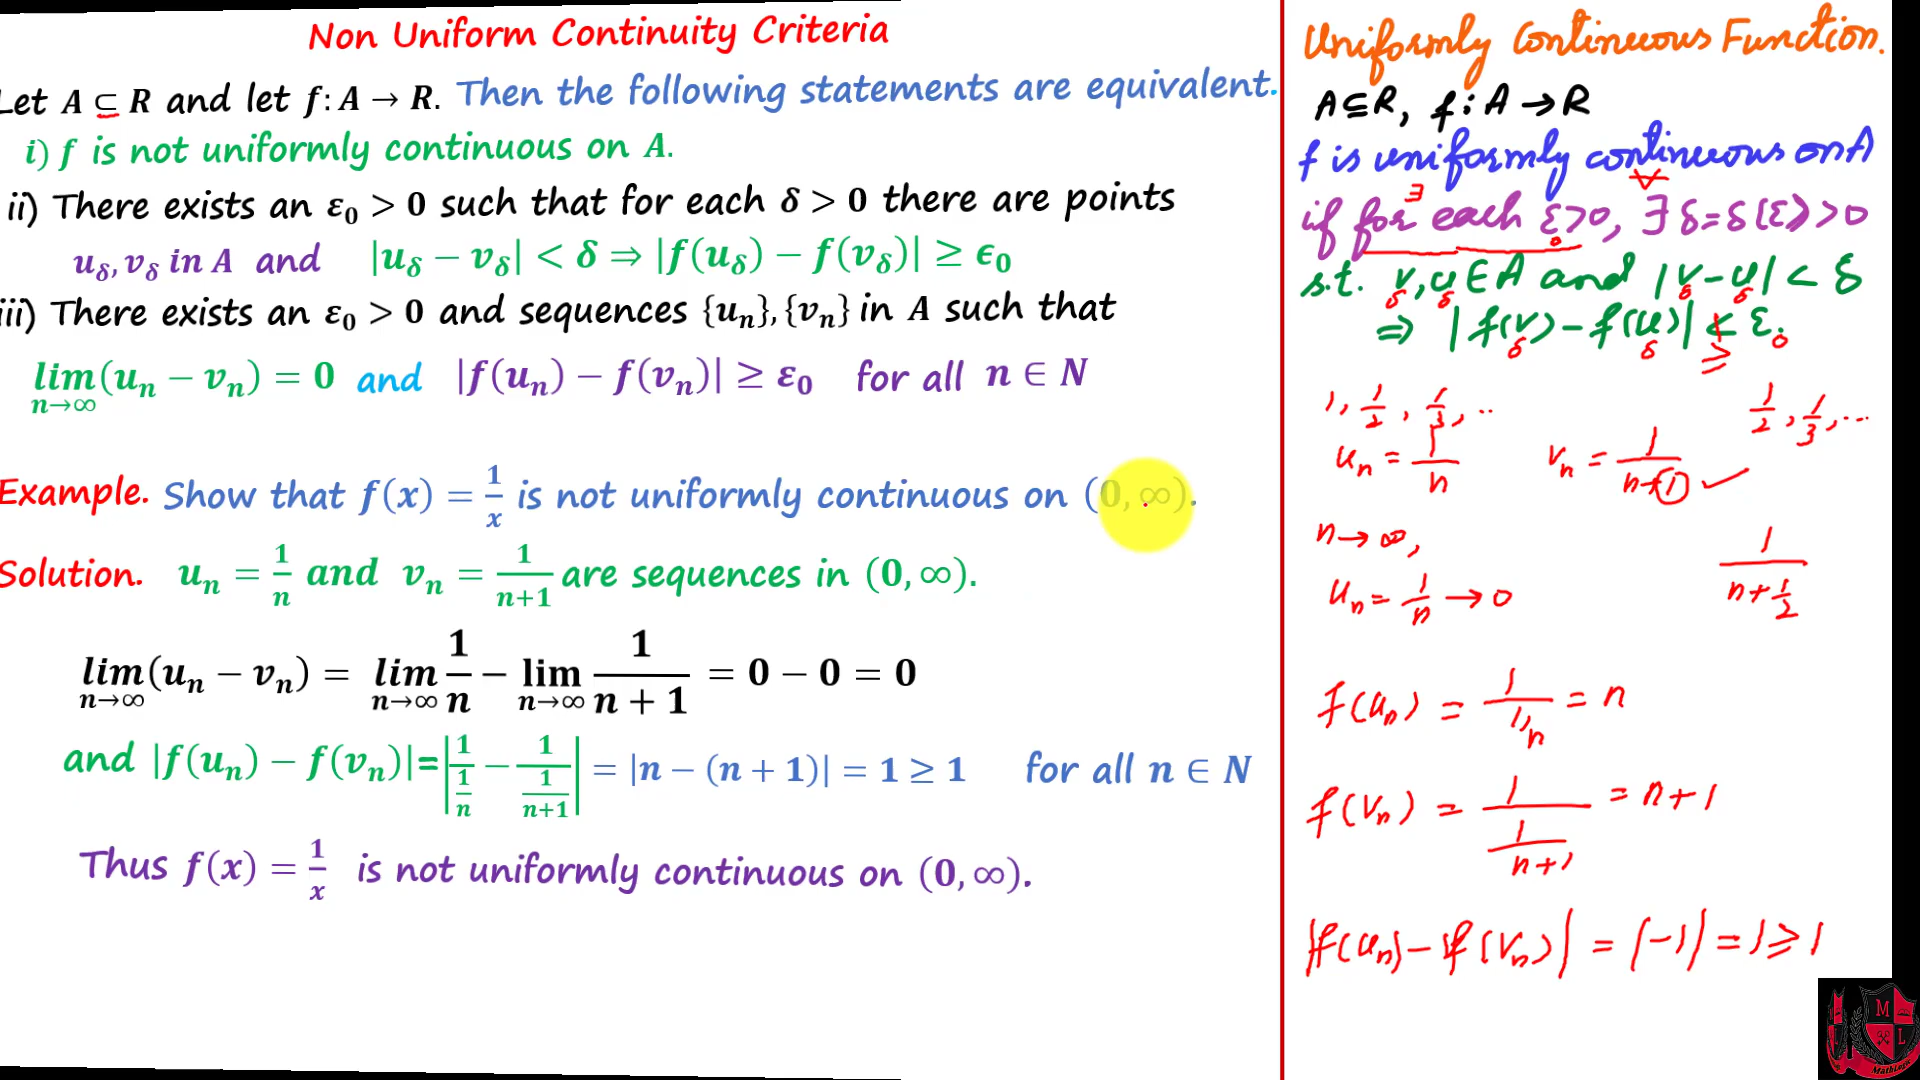 Non Uniform Continuity Criteria
Let A ⊆ R and let f: A → R. Then the following statements are equivalent.
i) f is not uniformly continuous on A.
ii) There exists an ε₀ > 0 such that for each δ > 0 there are points
u_δ, v_δ in A and |u_δ − v_δ| < δ ⇒ |f(u_δ) − f(v_δ)| ≥ ϵ₀
iii) There exists an ε₀ > 0 and sequences {u_n}, {v_n} in A such that
lim_{n→∞} (u_n − v_n) = 0 and |f(u_n) − f(v_n)| ≥ ε₀ for all n ∈ N
Example. Show that f(x) = 1/x is not uniformly continuous on (0, ∞).
Solution. u_n = 1/n and v_n = 1/(n+1) are sequences in (0, ∞).
lim_{n→∞} (u_n − v_n) = lim_{n→∞} 1/n − lim_{n→∞} 1/(n + 1) = 0 − 0 = 0
and |f(u_n) − f(v_n)|=|1/(1/n) − 1/(1/(n+1))| = |n − (n + 1)| = 1 ≥ 1 for all n ∈ N
Thus f(x) = 1/x is not uniformly continuous on (0, ∞).
Uniformly Continuous Function.
A⊆R, f: A → R
f is uniformly continuous on A
∃ ∀
if for each ε₀>0, ∃ δ=δ(ε)>0
s.t. v_δ, u_δ ∈ A and |v_δ − u_δ| < δ
⇒ |f(v_δ) − f(u_δ)| < ε₀
≥
1, 1/2, 1/3, .. 1/2, 1/3, ...
u_n = 1/n v_n = 1/(n+1) ✓
n → ∞,
u_n = 1/n → 0 1/(n+1/2)
f(u_n) = 1/(1/n) = n
f(v_n) = 1/(1/(n+1)) = n+1
|f(u_n) − f(v_n)| = |−1| = 1 ≥ 1
M
L L
MathLogic